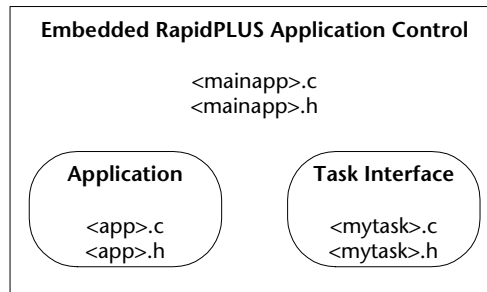 Embedded RapidPLUS Application Control
<mainapp>.c
<mainapp>.h
Application
<app>.c
<app>.h
Task Interface
<mytask>.c
<mytask>.h